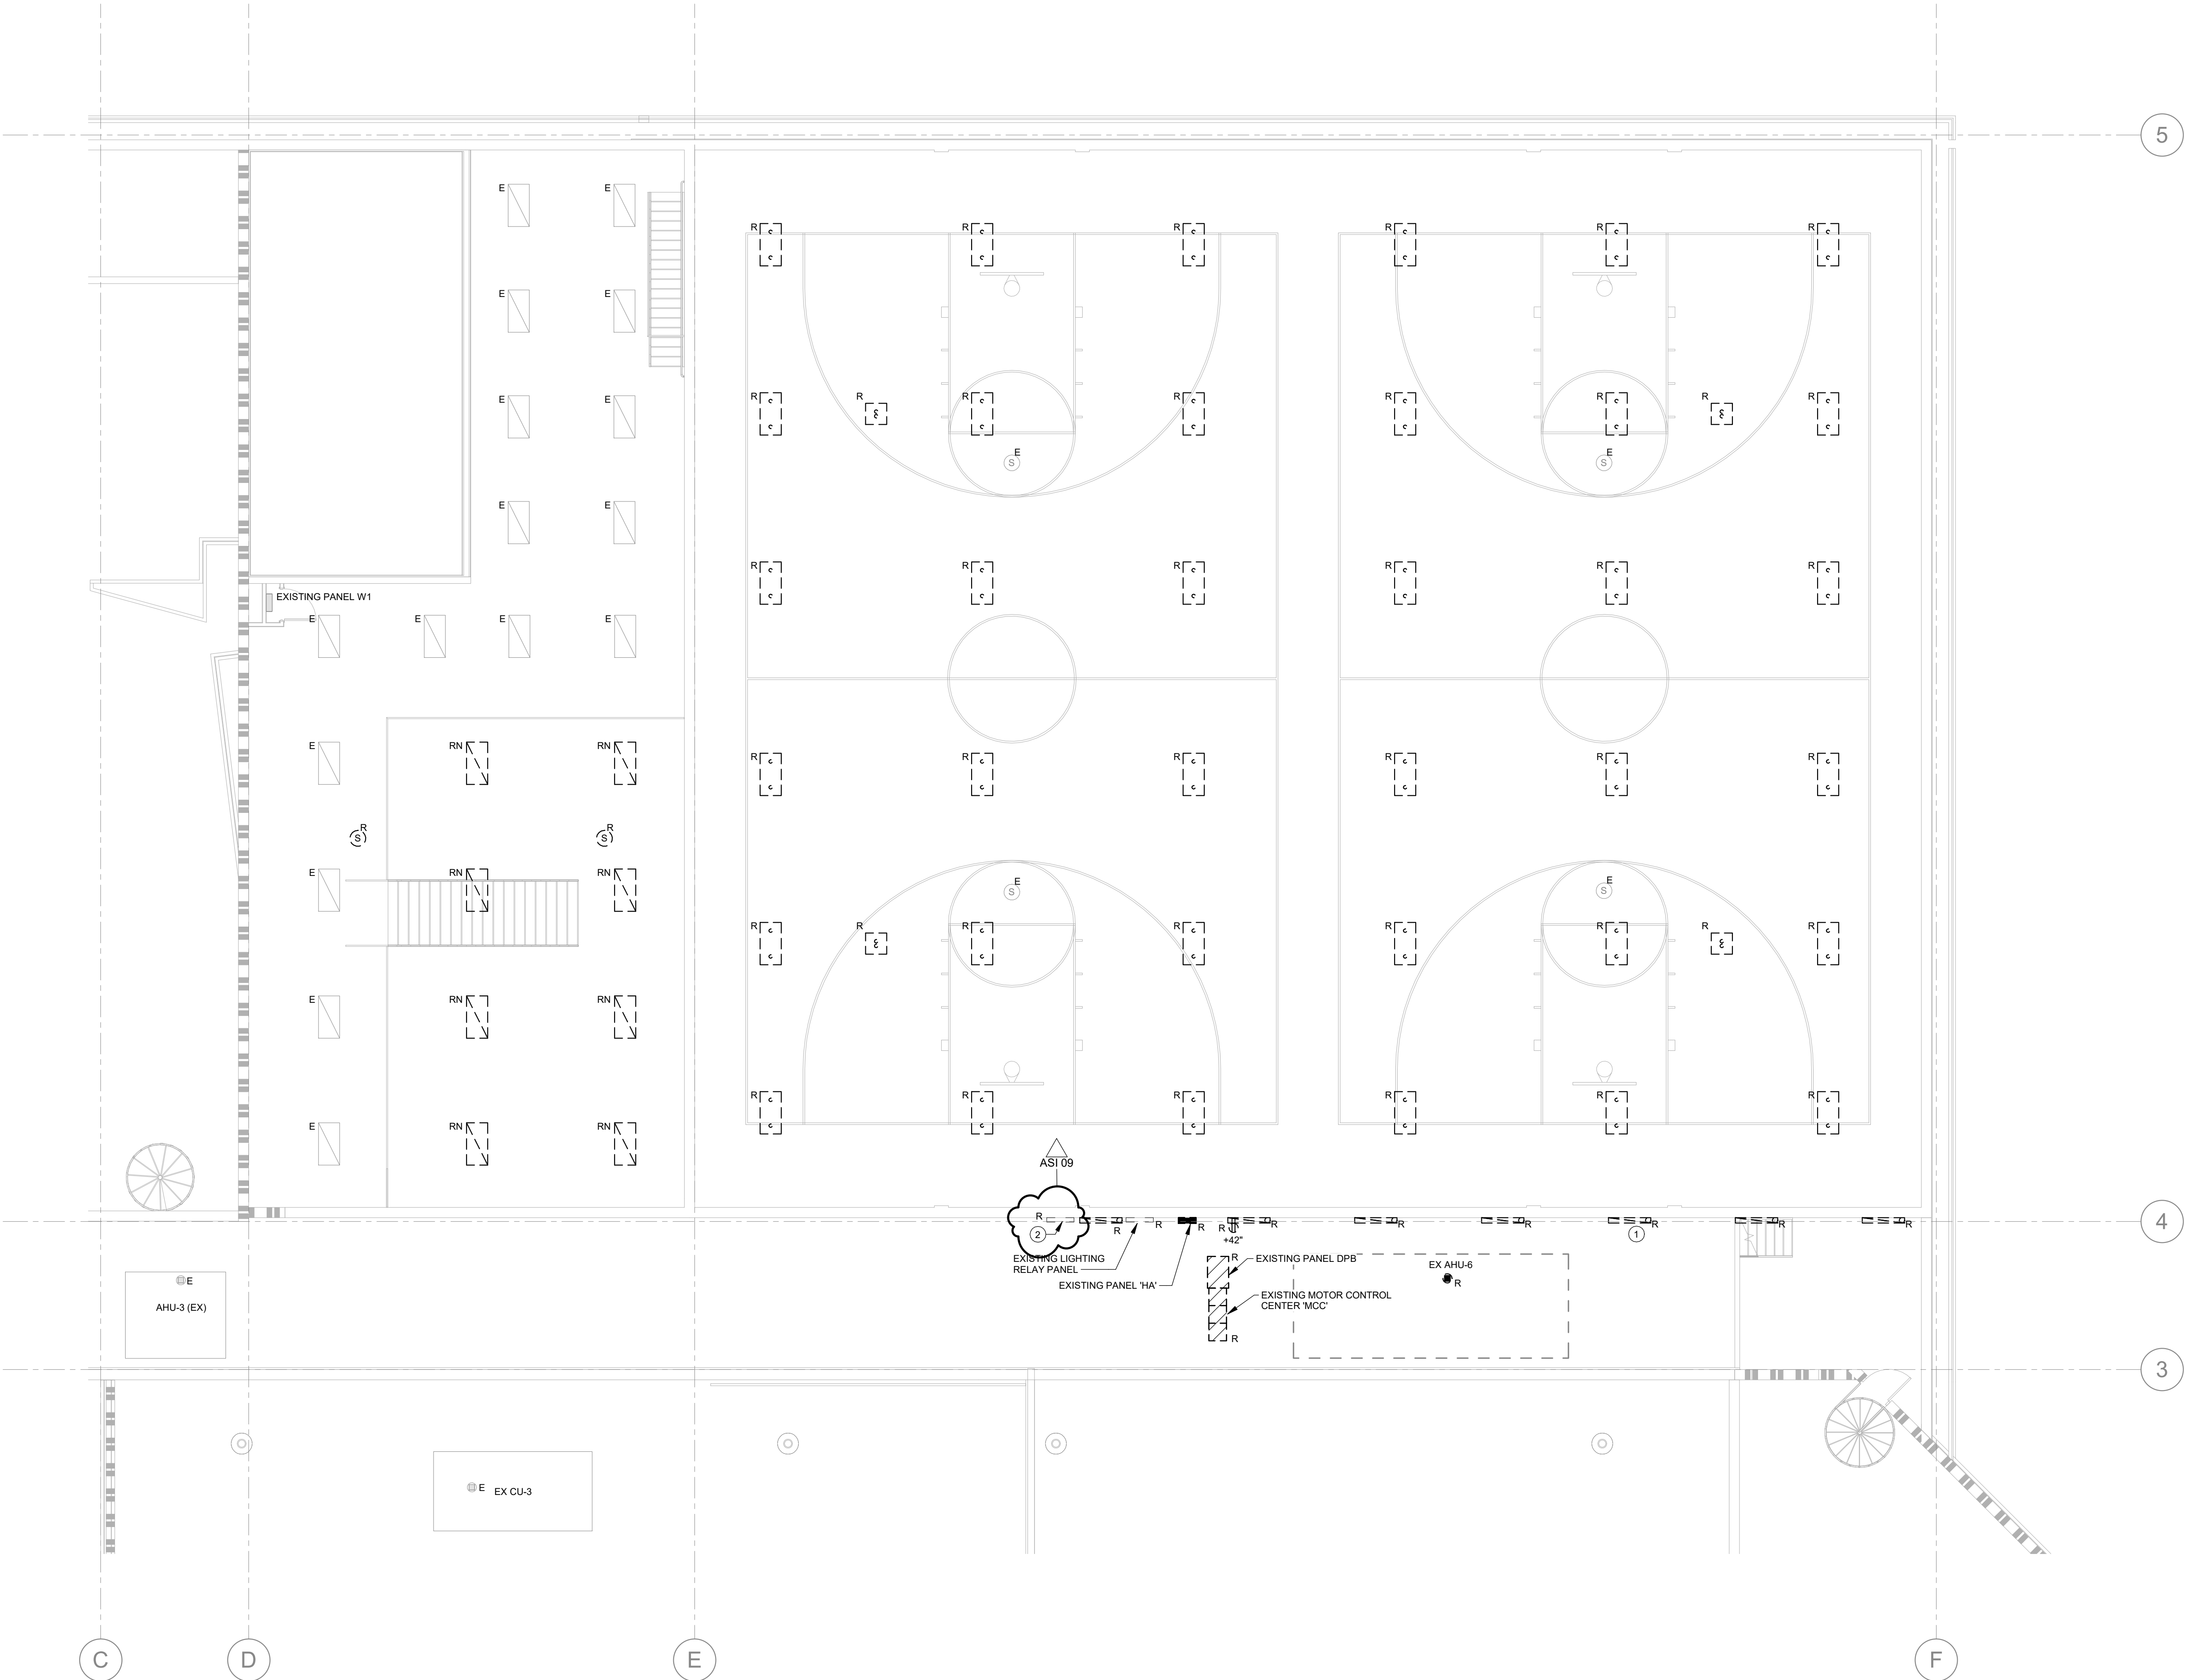 5
E E
R R R R R R
E E
E E
R R R R R R R R
E E
S S
E E
R R R R R R
EXISTING PANEL W1
E E E E
E RN RN
R R R R R R
R R
S S
E RN RN
E E
S S
R R R R R R R R
E RN RN
R R R R R R
E RN RN
ASI 09
R
2
R R R R R R R R R R R
1
4
+42"
EXISTING LIGHTING
RELAY PANEL
EXISTING PANEL 'HA'
R
EXISTING PANEL DPB
EX AHU-6
R
E
AHU-3 (EX)
EXISTING MOTOR CONTROL
CENTER 'MCC'
R
3
E
EX CU-3
C D E F